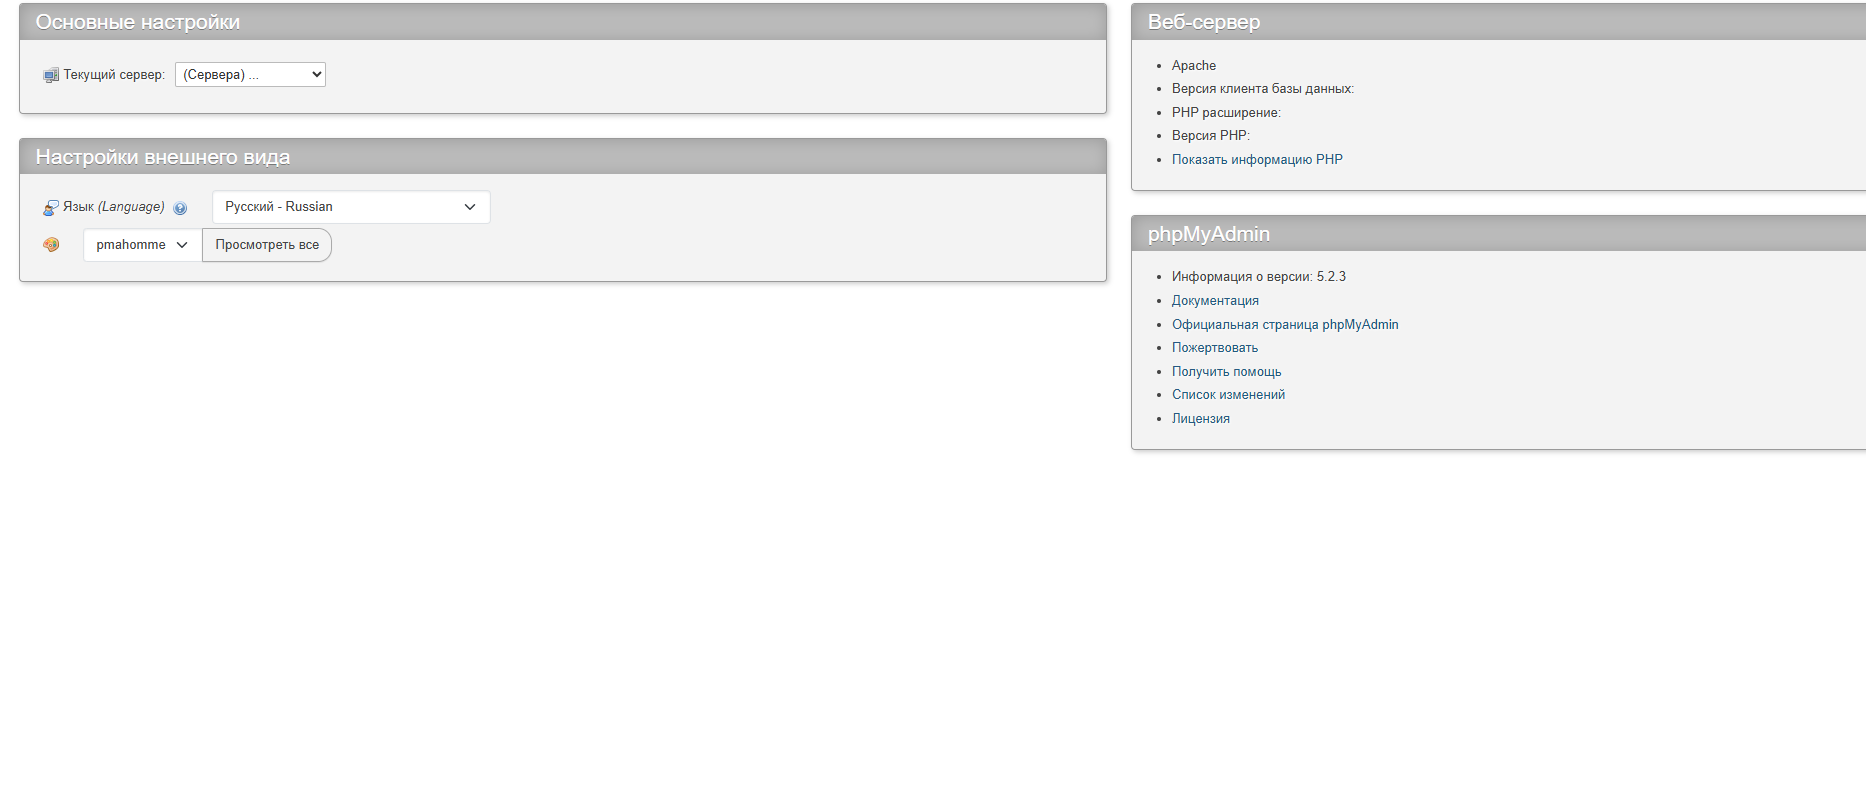 Основные настройки
Текущий сервер: (Сервера) ...
Настройки внешнего вида
Язык (Language) Русский - Russian
pmahomme Просмотреть все
Веб-сервер
Apache
Версия клиента базы данных:
PHP расширение:
Версия PHP:
Показать информацию PHP
phpMyAdmin
Информация о версии: 5.2.3
Документация
Официальная страница phpMyAdmin
Пожертвовать
Получить помощь
Список изменений
Лицензия